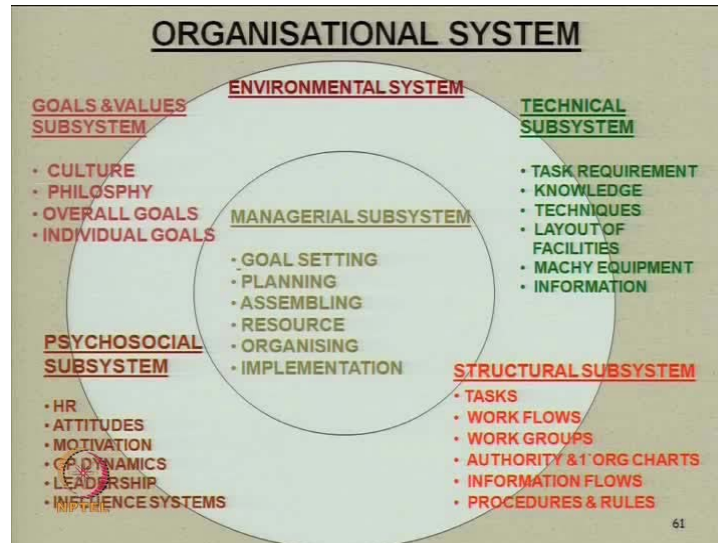 ORGANISATIONAL SYSTEM
ENVIRONMENTAL SYSTEM
GOALS &VALUES
SUBSYSTEM
• CULTURE
• PHILOSPHY
• OVERALL GOALS
• INDIVIDUAL GOALS
TECHNICAL
SUBSYSTEM
• TASK REQUIREMENT
• KNOWLEDGE
• TECHNIQUES
• LAYOUT OF
FACILITIES
• MACHY EQUIPMENT
• INFORMATION
MANAGERIAL SUBSYSTEM
• GOAL SETTING
• PLANNING
• ASSEMBLING
• RESOURCE
• ORGANISING
• IMPLEMENTATION
PSYCHOSOCIAL
SUBSYSTEM
• HR
• ATTITUDES
• MOTIVATION
• GP DYNAMICS
• LEADERSHIP
• INFLUENCE SYSTEMS
NPTEL
STRUCTURAL SUBSYSTEM
• TASKS
• WORK FLOWS
• WORK GROUPS
• AUTHORITY &1`ORG CHARTS
• INFORMATION FLOWS
• PROCEDURES & RULES
61